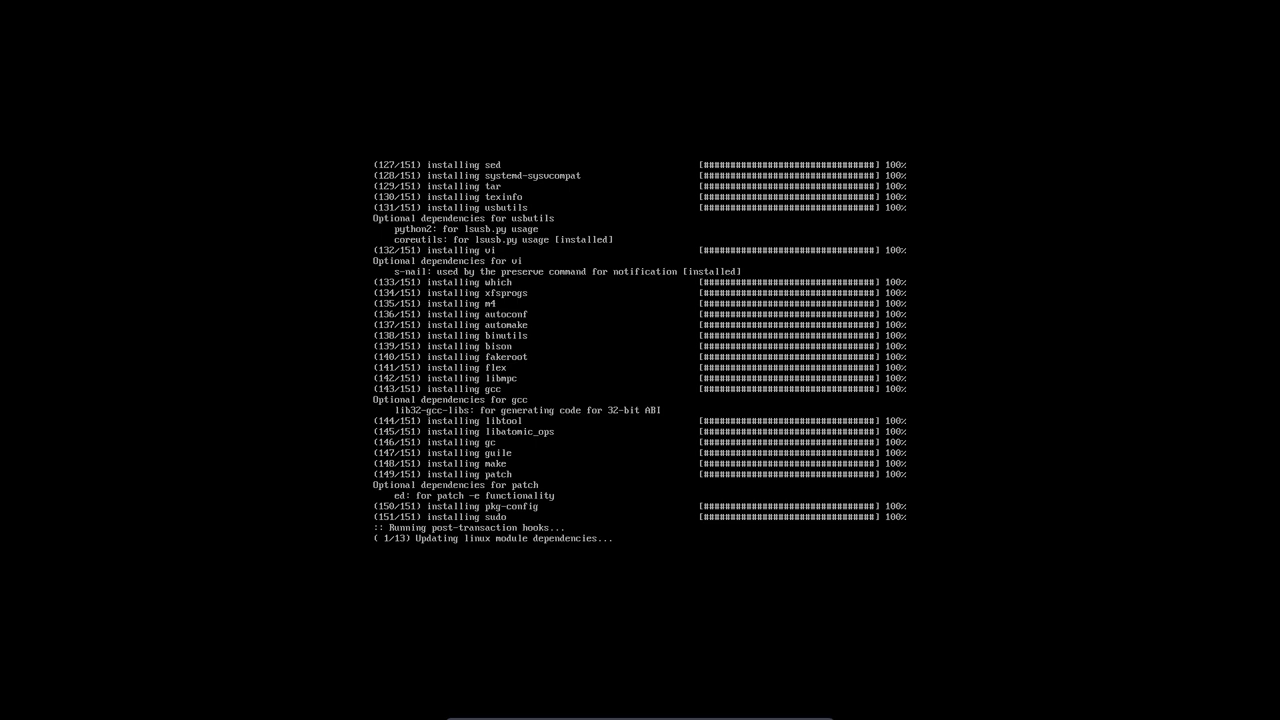 (127/151) installing sed [################################] 100%
(128/151) installing systemd-sysvcompat [################################] 100%
(129/151) installing tar [################################] 100%
(130/151) installing texinfo [################################] 100%
(131/151) installing usbutils [################################] 100%
Optional dependencies for usbutils
python2: for lsusb.py usage
coreutils: for lsusb.py usage [installed]
(132/151) installing vi [################################] 100%
Optional dependencies for vi
s-nail: used by the preserve command for notification [installed]
(133/151) installing which [################################] 100%
(134/151) installing xfsprogs [################################] 100%
(135/151) installing m4 [################################] 100%
(136/151) installing autoconf [################################] 100%
(137/151) installing automake [################################] 100%
(138/151) installing binutils [################################] 100%
(139/151) installing bison [################################] 100%
(140/151) installing fakeroot [################################] 100%
(141/151) installing flex [################################] 100%
(142/151) installing libmpc [################################] 100%
(143/151) installing gcc [################################] 100%
Optional dependencies for gcc
lib32-gcc-libs: for generating code for 32-bit ABI
(144/151) installing libtool [################################] 100%
(145/151) installing libatomic_ops [################################] 100%
(146/151) installing gc [################################] 100%
(147/151) installing guile [################################] 100%
(148/151) installing make [################################] 100%
(149/151) installing patch [################################] 100%
Optional dependencies for patch
ed: for patch -e functionality
(150/151) installing pkg-config [################################] 100%
(151/151) installing sudo [################################] 100%
:: Running post-transaction hooks...
( 1/13) Updating linux module dependencies...